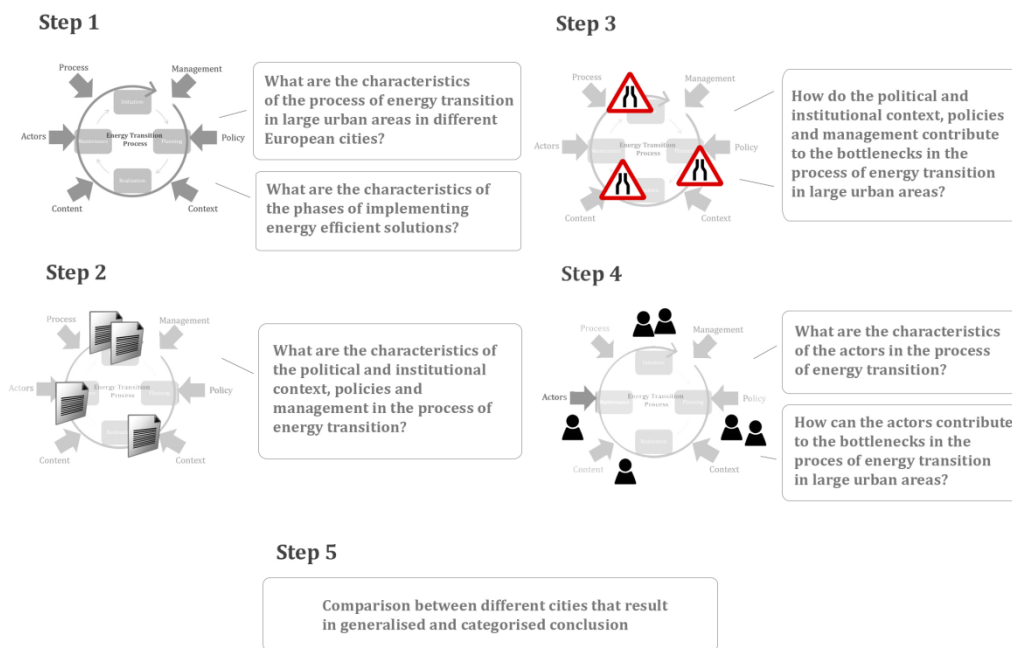 Step 1
Process
Management
Actors
Energy Transition
Process
Policy
Content
Context
Initiative
Planning
Realisation
Maintenance
What are the characteristics
of the process of energy transition
in large urban areas in different
European cities?
What are the characteristics of
the phases of implementing
energy efficient solutions?
Step 2
Process
Management
Actors
Energy Transition
Process
Policy
Content
Context
What are the characteristics of
the political and institutional
context, policies and
management in the process of
energy transition?
Step 3
Process
Management
Energy Transition
Process
Policy
Content
Context
How do the political and
institutional context, policies
and management contribute
to the bottlenecks in the
process of energy transition
in large urban areas?
Step 4
Process
Management
Actors
Energy Transition
Process
Policy
Content
Context
What are the characteristics
of the actors in the process
of energy transition?
How can the actors contribute
to the bottlenecks in the
proces of energy transition
in large urban areas?
Step 5
Comparison between different cities that result
in generalised and categorised conclusion